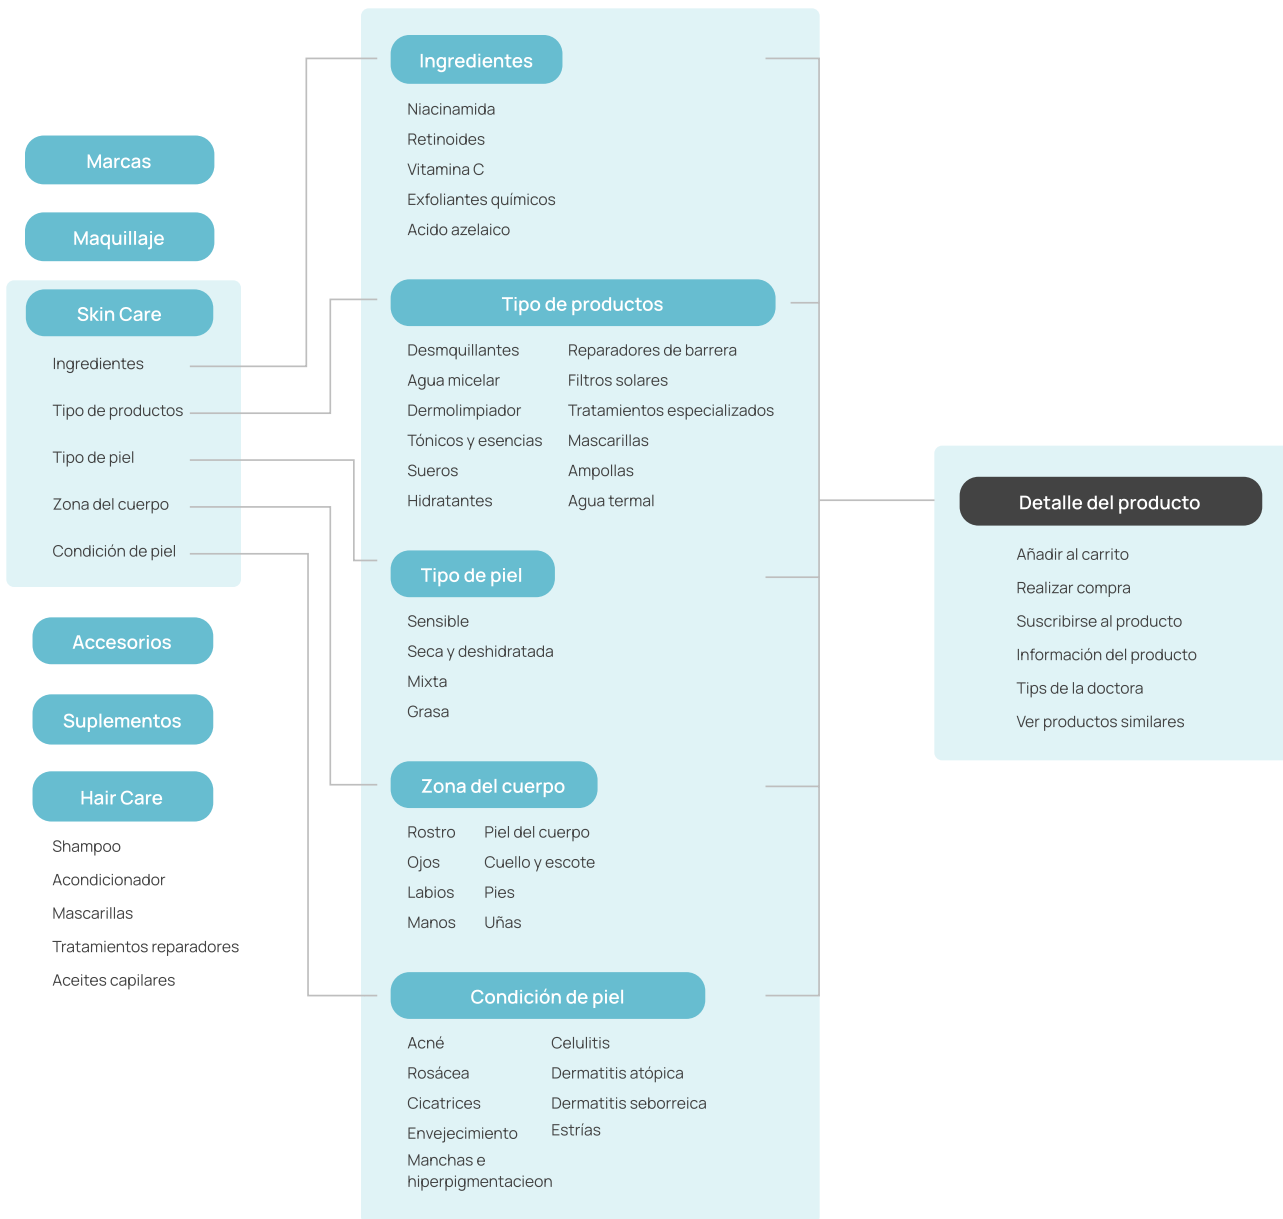 Marcas
Maquillaje
Skin Care
Ingredientes
Tipo de productos
Tipo de piel
Zona del cuerpo
Condición de piel
Accesorios
Suplementos
Hair Care
Shampoo
Acondicionador
Mascarillas
Tratamientos reparadores
Aceites capilares
Ingredientes
Niacinamida
Retinoides
Vitamina C
Exfoliantes químicos
Acido azelaico
Tipo de productos
Desmquillantes
Agua micelar
Dermolimpiador
Tónicos y esencias
Sueros
Hidratantes
Reparadores de barrera
Filtros solares
Tratamientos especializados
Mascarillas
Ampollas
Agua termal
Tipo de piel
Sensible
Seca y deshidratada
Mixta
Grasa
Zona del cuerpo
Rostro
Ojos
Labios
Manos
Piel del cuerpo
Cuello y escote
Pies
Uñas
Condición de piel
Acné
Rosácea
Cicatrices
Envejecimiento
Manchas e
hiperpigmentacieon
Celulitis
Dermatitis atópica
Dermatitis seborreica
Estrías
Detalle del producto
Añadir al carrito
Realizar compra
Suscribirse al producto
Información del producto
Tips de la doctora
Ver productos similares